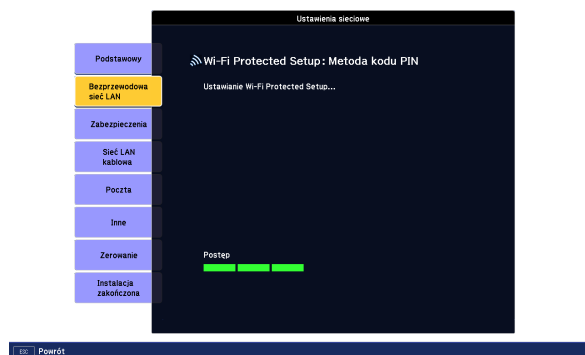 Ustawienia sieciowe
Podstawowy
Bezprzewodowa
sieć LAN
Zabezpieczenia
Sieć LAN
kablowa
Poczta
Inne
Zerowanie
Instalacja
zakończona
Wi-Fi Protected Setup: Metoda kodu PIN
Ustawianie Wi-Fi Protected Setup...
Postęp
ESC Powrót